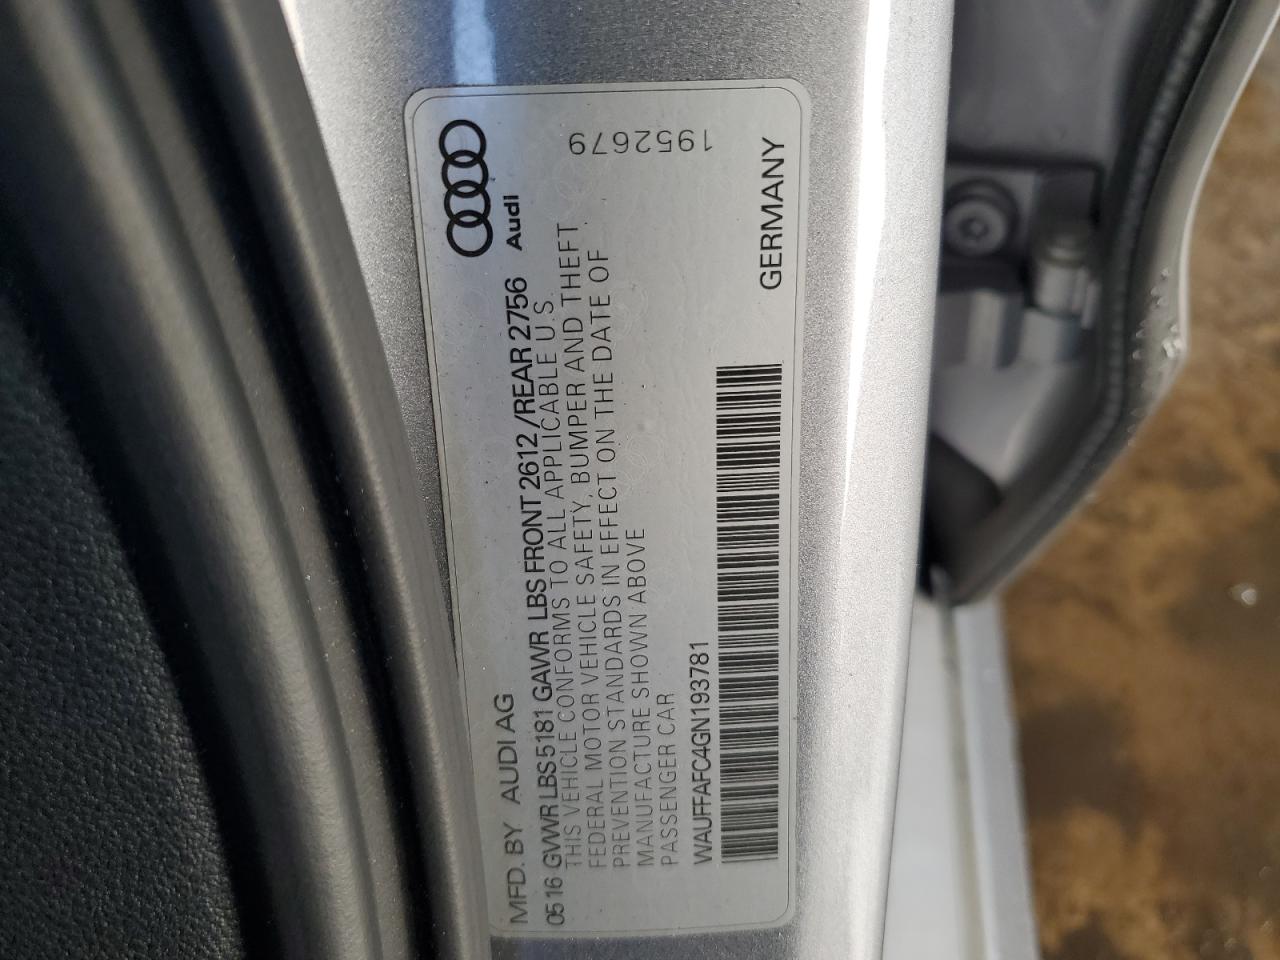 MFD. BY AUDI AG
05 16 GWVR LBS 5181 GAWR LBS FRONT 2612 /REAR 2756
THIS VEHICLE CONFORMS TO ALL APPLICABLE U.S.
FEDERAL MOTOR VEHICLE SAFETY, BUMPER AND THEFT
PREVENTION STANDARDS IN EFFECT ON THE DATE OF
MANUFACTURE SHOWN ABOVE
PASSENGER CAR
WAUFFAFC4GN193781
Audi
1952679
GERMANY